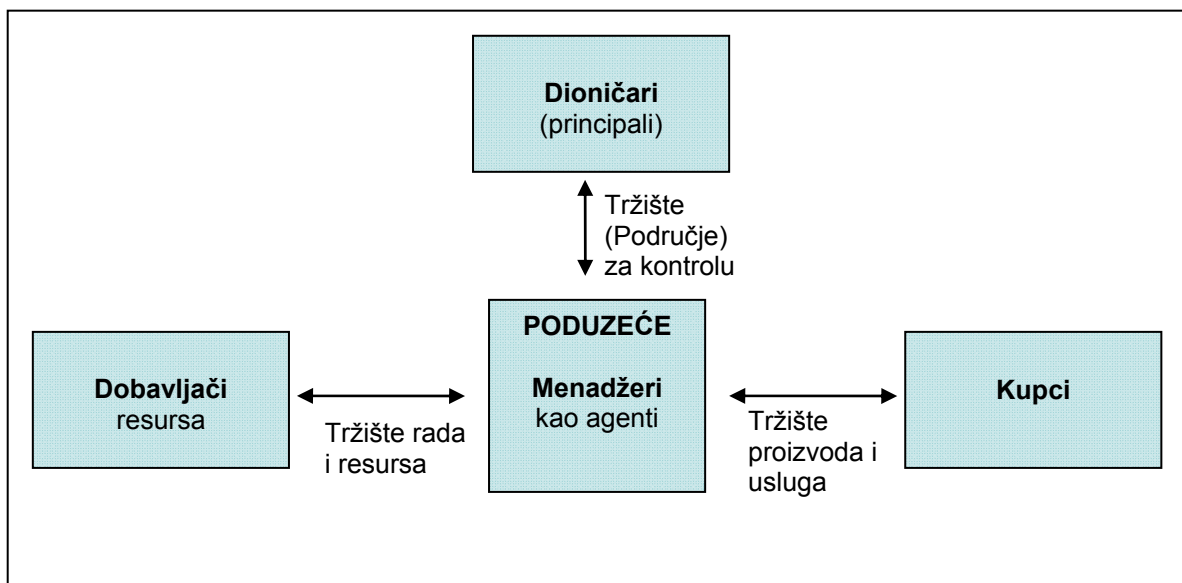 Dioničari
(principali)
Tržište
(Područje)
za kontrolu
Dobavljači
resursa
Tržište rada
i resursa
PODUZEĆE
Menadžeri
kao agenti
Tržište
proizvoda i
usluga
Kupci